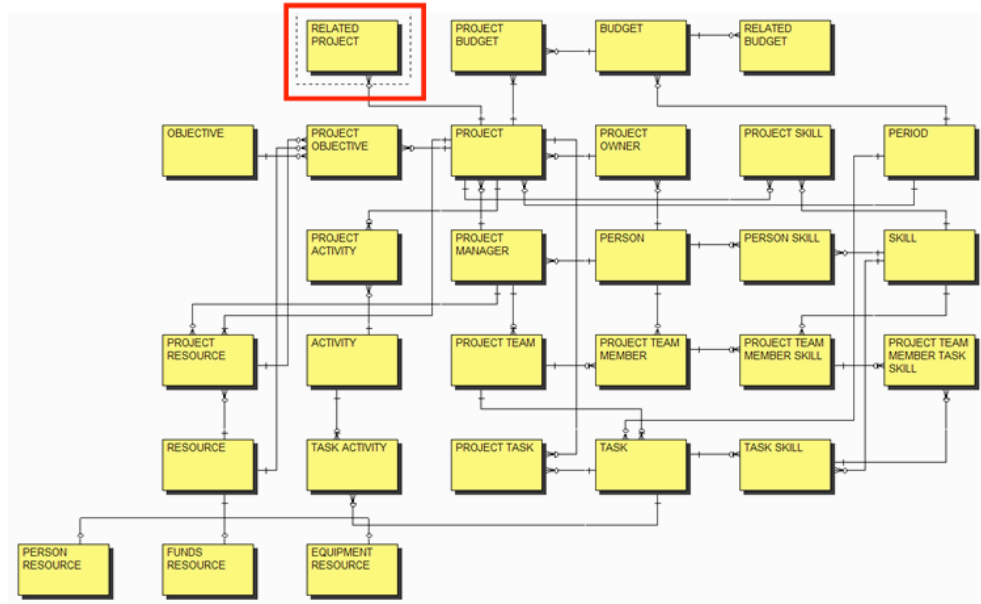 RELATED
PROJECT
PROJECT
BUDGET
BUDGET
RELATED
BUDGET
OBJECTIVE
PROJECT
OBJECTIVE
PROJECT
PROJECT
OWNER
PROJECT SKILL
PERIOD
PROJECT
ACTIVITY
PROJECT
MANAGER
PERSON
PERSON SKILL
SKILL
PROJECT
RESOURCE
ACTIVITY
PROJECT TEAM
PROJECT TEAM
MEMBER
PROJECT TEAM
MEMBER SKILL
PROJECT TEAM
MEMBER TASK
SKILL
RESOURCE
TASK ACTIVITY
PROJECT TASK
TASK
TASK SKILL
PERSON
RESOURCE
FUNDS
RESOURCE
EQUIPMENT
RESOURCE